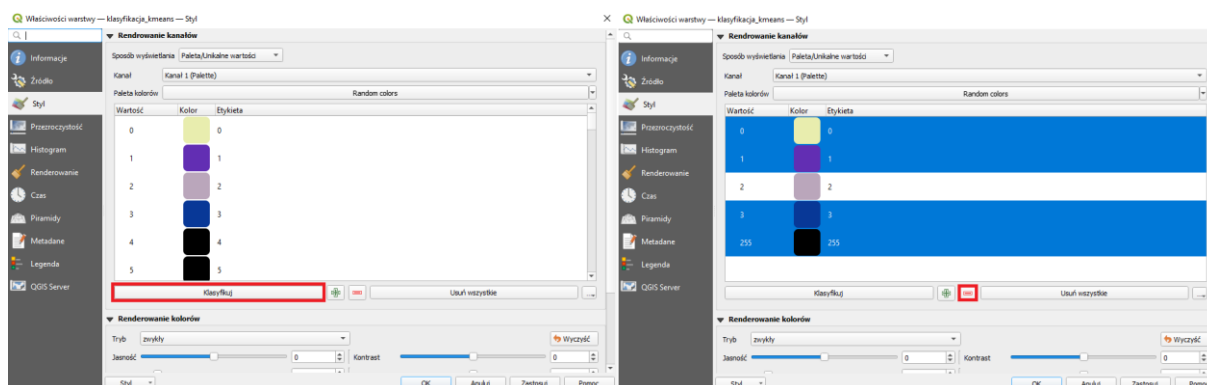 Właściwości warstwy — klasyfikacja_kmeans — Styl
Informacje
Źródło
Styl
Przezroczystość
Histogram
Renderowanie
Czas
Piramidy
Metadane
Legenda
QGIS Server
Rendrowanie kanałów
Sposób wyświetlania Paleta/Unikalne wartości
Kanał Kanał 1 (Palette)
Paleta kolorów Random colors
Wartość Kolor Etykieta
0 0
1 1
2 2
3 3
4 4
5 5
Klasyfikuj Usuń wszystkie ...
Renderowanie kolorów
Tryb zwykły Wyczyść
Jasność 0 Kontrast 0
Styl OK Anuluj Zastosuj Pomoc
Właściwości warstwy — klasyfikacja_kmeans — Styl
Informacje
Źródło
Styl
Przezroczystość
Histogram
Renderowanie
Czas
Piramidy
Metadane
Legenda
QGIS Server
Rendrowanie kanałów
Sposób wyświetlania Paleta/Unikalne wartości
Kanał Kanał 1 (Palette)
Paleta kolorów Random colors
Wartość Kolor Etykieta
0 0
1 1
2 2
3 3
255 255
Klasyfikuj Usuń wszystkie ...
Renderowanie kolorów
Tryb zwykły Wyczyść
Jasność 0 Kontrast 0
Styl OK Anuluj Zastosuj